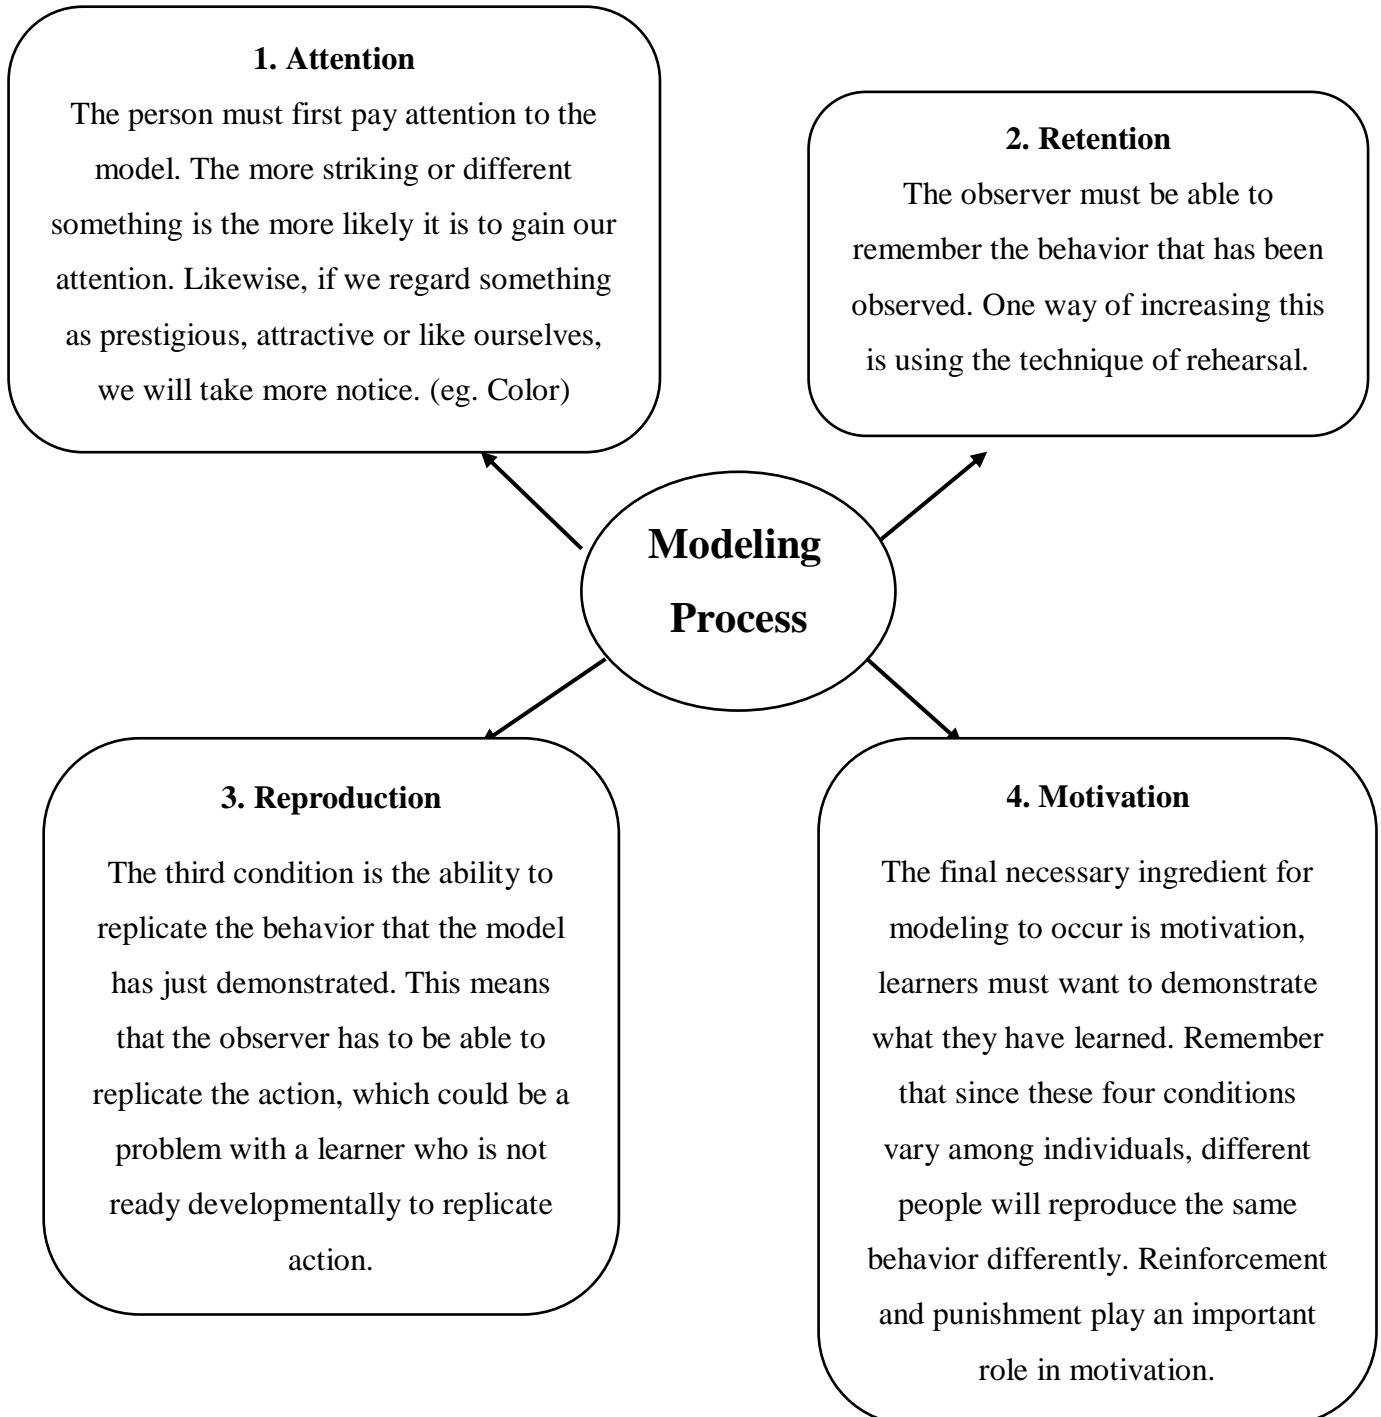 1. Attention
The person must first pay attention to the
model. The more striking or different
something is the more likely it is to gain our
attention. Likewise, if we regard something
as prestigious, attractive or like ourselves,
we will take more notice. (eg. Color)
2. Retention
The observer must be able to
remember the behavior that has been
observed. One way of increasing this
is using the technique of rehearsal.
Modeling
Process
3. Reproduction
The third condition is the ability to
replicate the behavior that the model
has just demonstrated. This means
that the observer has to be able to
replicate the action, which could be a
problem with a learner who is not
ready developmentally to replicate
action.
4. Motivation
The final necessary ingredient for
modeling to occur is motivation,
learners must want to demonstrate
what they have learned. Remember
that since these four conditions
vary among individuals, different
people will reproduce the same
behavior differently. Reinforcement
and punishment play an important
role in motivation.